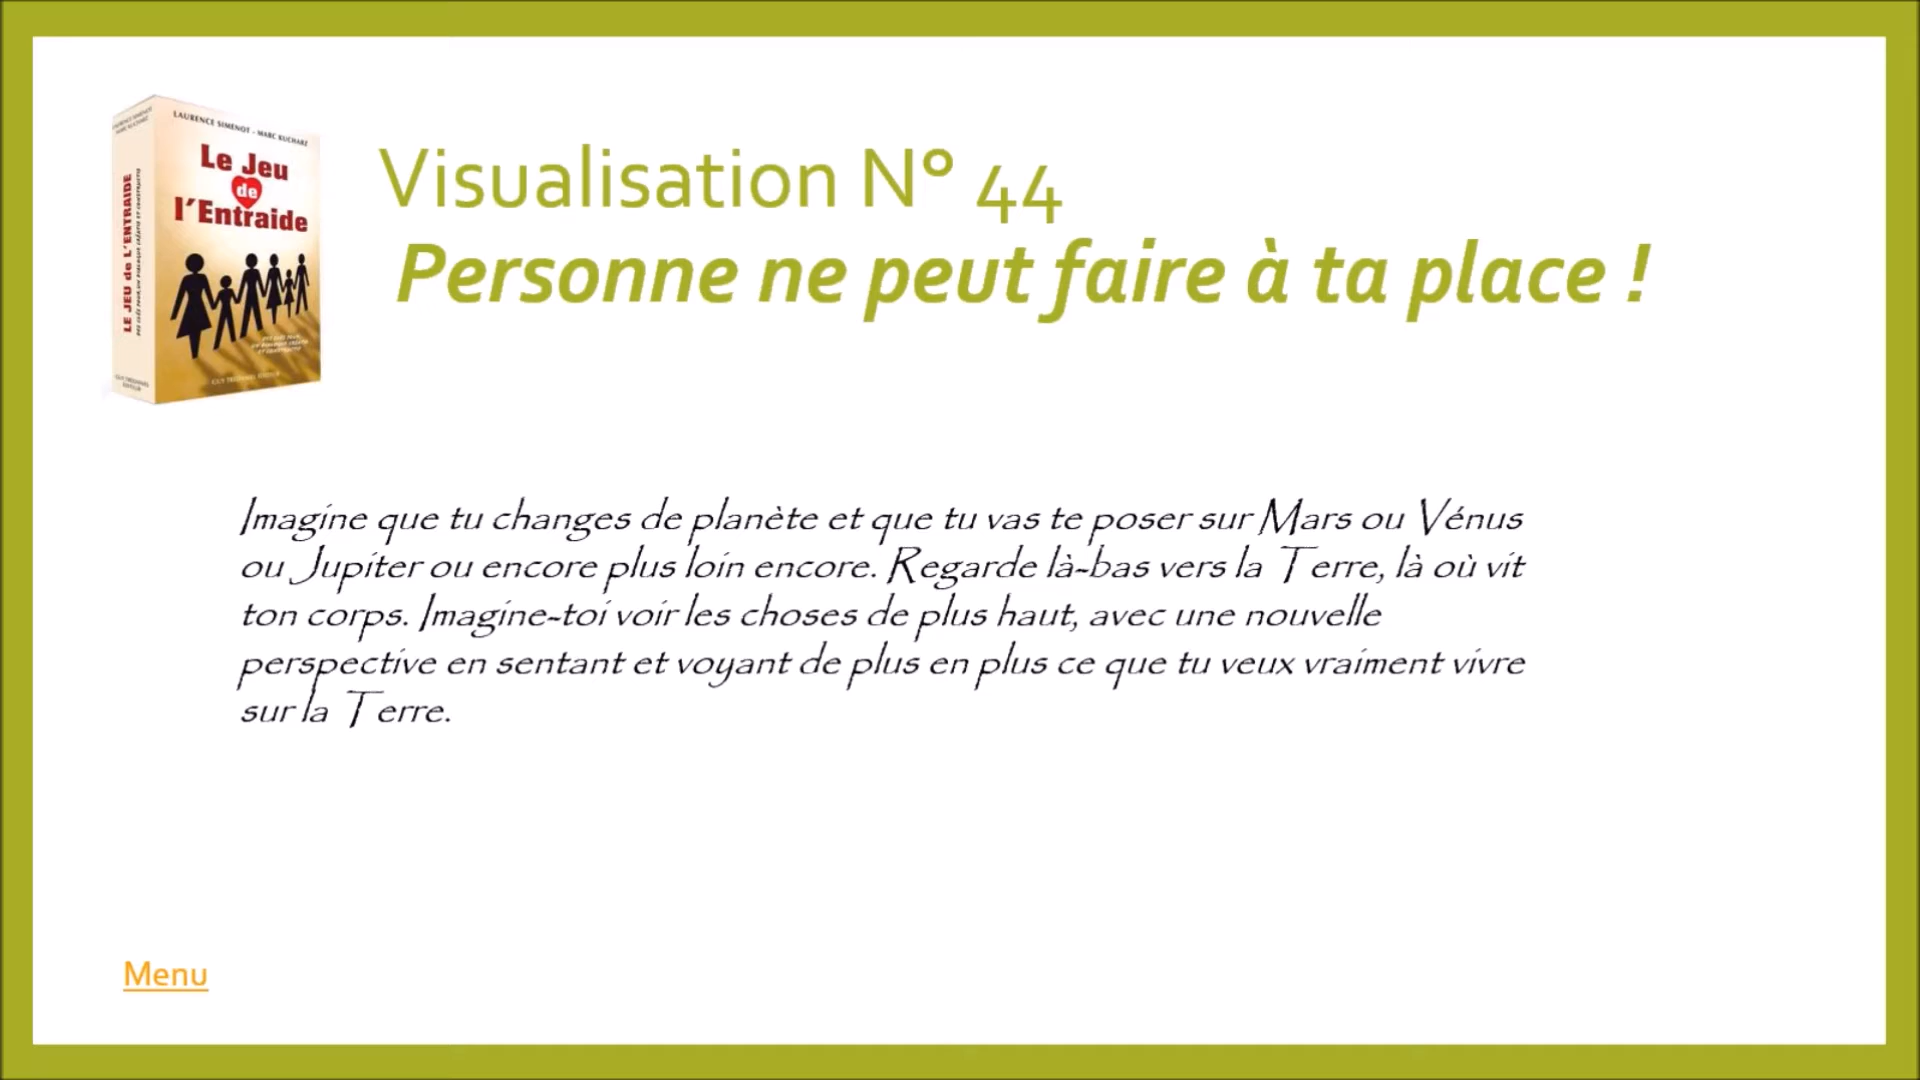 LAURENCE SIMENOT - MARC KUCHARZ
Le Jeu
de
l'Entraide
LE JEU de L'ENTRAIDE
GUY TRÉDANIEL ÉDITEUR
Visualisation N° 44
Personne ne peut faire à ta place !
Imagine que tu changes de planète et que tu vas te poser sur Mars ou Vénus
ou Jupiter ou encore plus loin encore. Regarde là-bas vers la Terre, là où vit
ton corps. Imagine-toi voir les choses de plus haut, avec une nouvelle
perspective en sentant et voyant de plus en plus ce que tu veux vraiment vivre
sur la Terre.
Menu